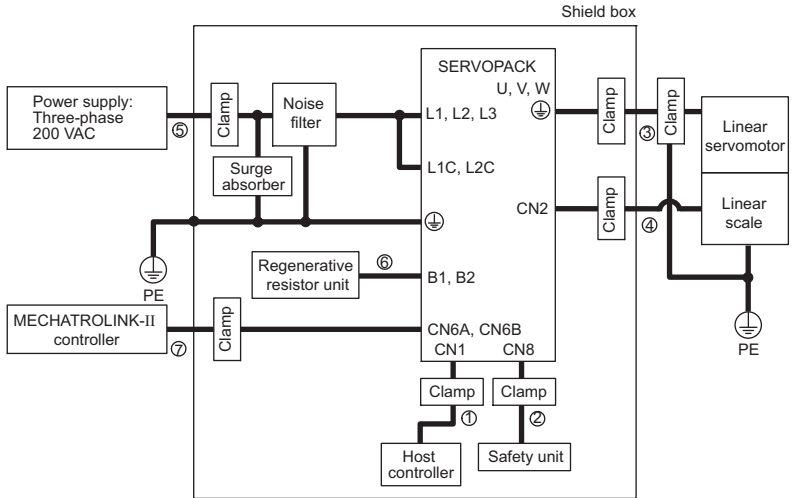 Shield box
SERVOPACK
U, V, W
Power supply:
Three-phase
200 VAC
⑤
Clamp
Noise
filter
L1, L2, L3
Clamp
③
Clamp
Linear
servomotor
Surge
absorber
L1C, L2C
CN2
Clamp
④
Linear
scale
PE
Regenerative
resistor unit
⑥
B1, B2
PE
MECHATROLINK-II
controller
⑦
Clamp
CN6A, CN6B
CN1
CN8
Clamp
①
Clamp
②
Host
controller
Safety unit